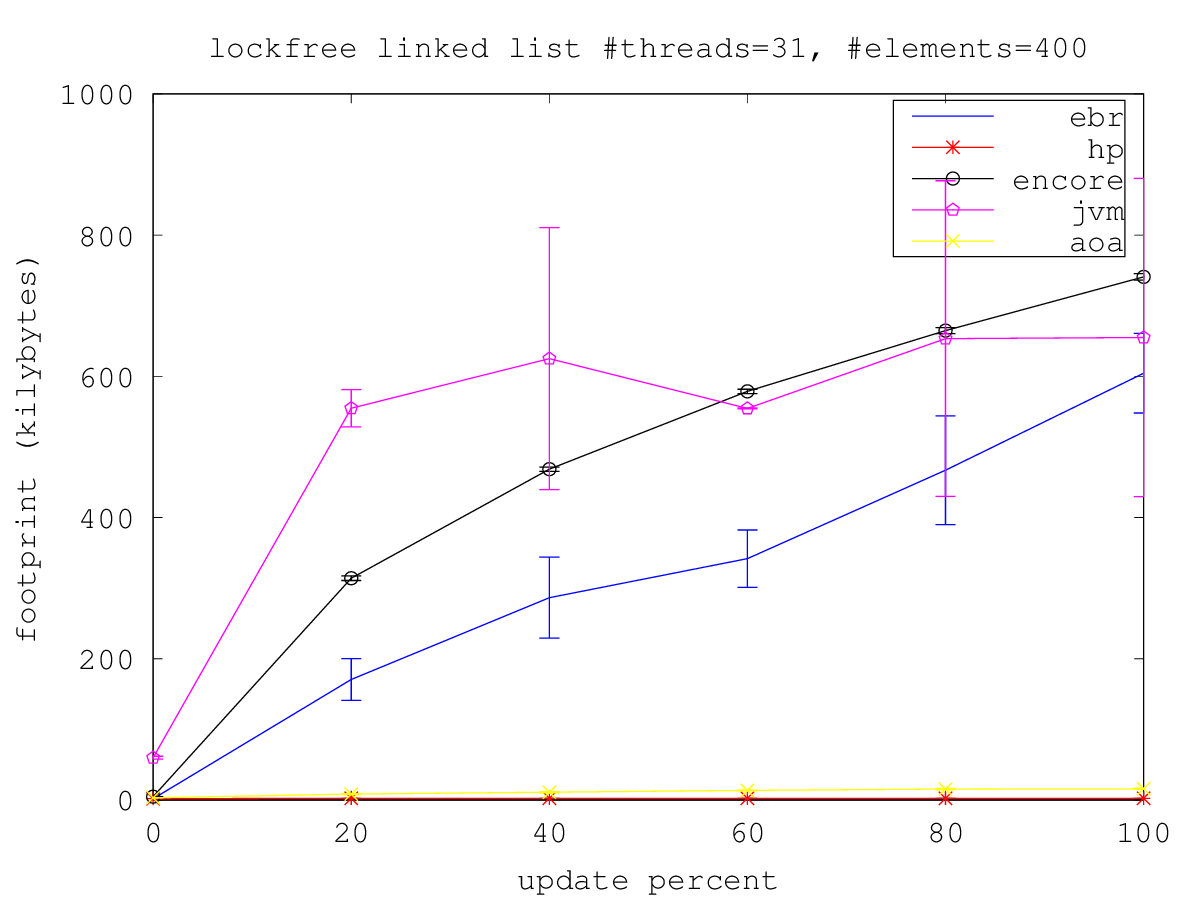 lockfree linked list #threads=31, #elements=400
1000
800
600
400
200
0
footprint (kilybytes)
ebr
hp
encore
jvm
aoa
0 20 40 60 80 100
update percent